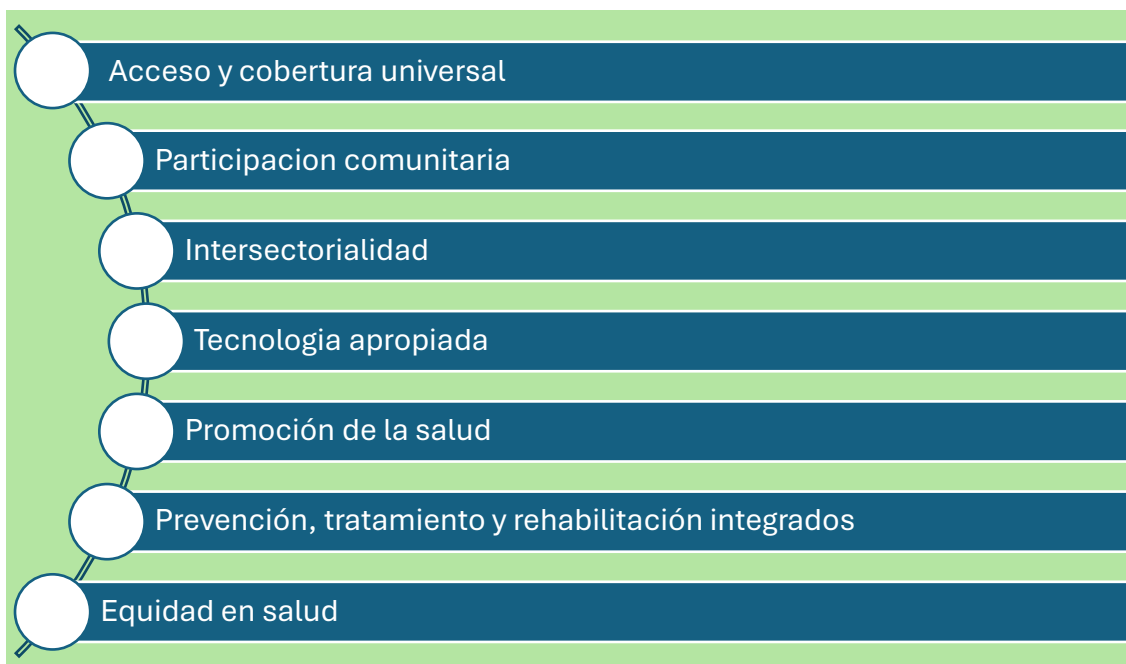 Acceso y cobertura universal
Participacion comunitaria
Intersectorialidad
Tecnologia apropiada
Promoción de la salud
Prevención, tratamiento y rehabilitación integrados
Equidad en salud